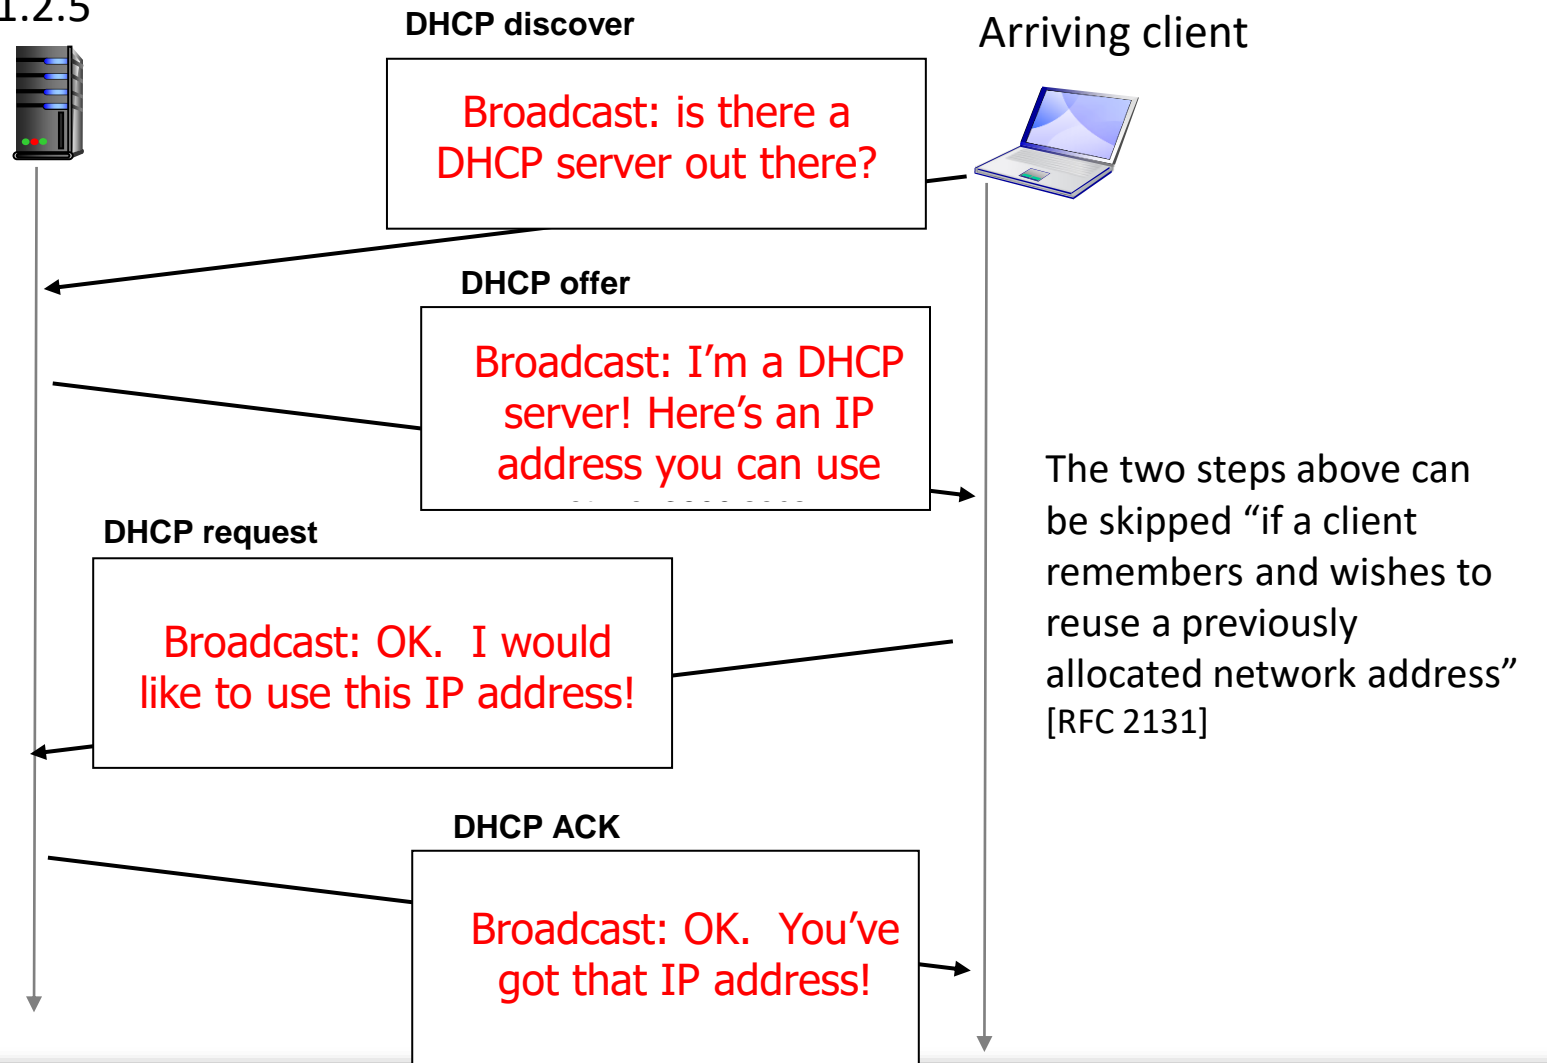 1.2.5
DHCP discover
Arriving client
Broadcast: is there a
DHCP server out there?
DHCP offer
Broadcast: I’m a DHCP
server! Here’s an IP
address you can use
The two steps above can
be skipped “if a client
remembers and wishes to
reuse a previously
allocated network address”
[RFC 2131]
DHCP request
Broadcast: OK.  I would
like to use this IP address!
DHCP ACK
Broadcast: OK.  You’ve
got that IP address!